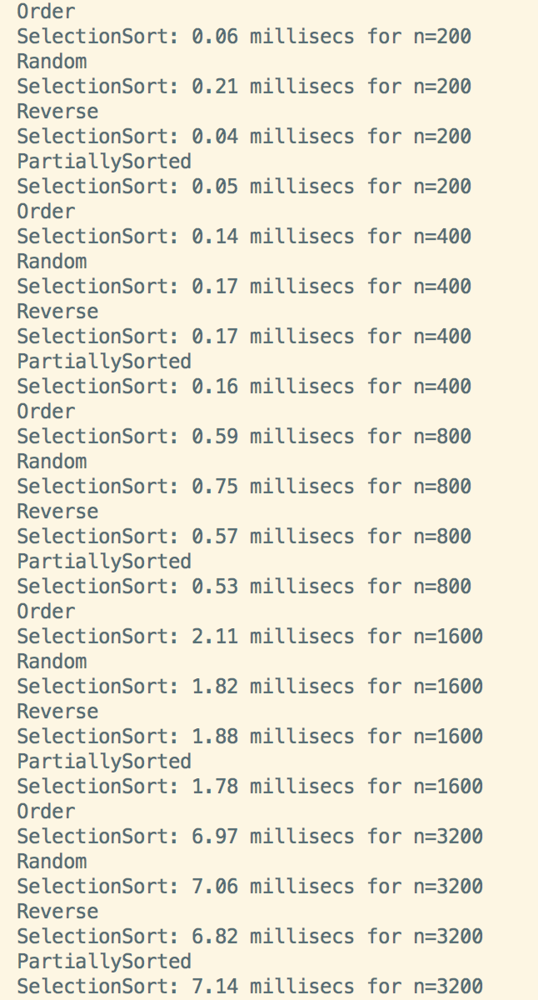 Order
SelectionSort: 0.06 millisecs for n=200
Random
SelectionSort: 0.21 millisecs for n=200
Reverse
SelectionSort: 0.04 millisecs for n=200
PartiallySorted
SelectionSort: 0.05 millisecs for n=200
Order
SelectionSort: 0.14 millisecs for n=400
Random
SelectionSort: 0.17 millisecs for n=400
Reverse
SelectionSort: 0.17 millisecs for n=400
PartiallySorted
SelectionSort: 0.16 millisecs for n=400
Order
SelectionSort: 0.59 millisecs for n=800
Random
SelectionSort: 0.75 millisecs for n=800
Reverse
SelectionSort: 0.57 millisecs for n=800
PartiallySorted
SelectionSort: 0.53 millisecs for n=800
Order
SelectionSort: 2.11 millisecs for n=1600
Random
SelectionSort: 1.82 millisecs for n=1600
Reverse
SelectionSort: 1.88 millisecs for n=1600
PartiallySorted
SelectionSort: 1.78 millisecs for n=1600
Order
SelectionSort: 6.97 millisecs for n=3200
Random
SelectionSort: 7.06 millisecs for n=3200
Reverse
SelectionSort: 6.82 millisecs for n=3200
PartiallySorted
SelectionSort: 7.14 millisecs for n=3200